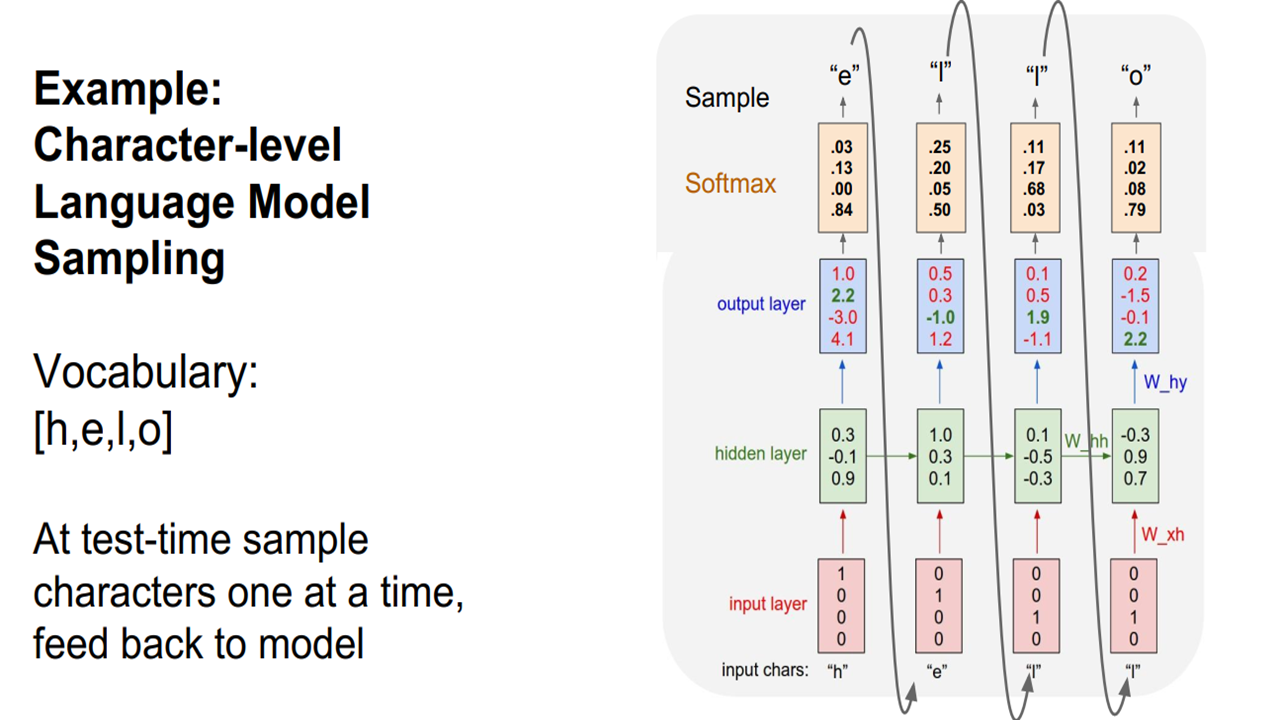 Example:
Character-level
Language Model
Sampling
Vocabulary:
[h,e,l,o]
At test-time sample
characters one at a time,
feed back to model
Sample “e” “l” “l” “o”
Softmax
.03 .25 .11 .11
.13 .20 .17 .02
.00 .05 .68 .08
.84 .50 .03 .79
output layer
1.0 0.5 0.1 0.2
2.2 0.3 0.5 -1.5
-3.0 -1.0 1.9 -0.1
4.1 1.2 -1.1 2.2
W_hy
hidden layer
0.3 1.0 0.1 -0.3
-0.1 0.3 -0.5 0.9
0.9 0.1 -0.3 0.7
W_hh
W_xh
input layer
1 0 0 0
0 1 0 0
0 0 1 1
0 0 0 0
input chars: “h” “e” “l” “l”